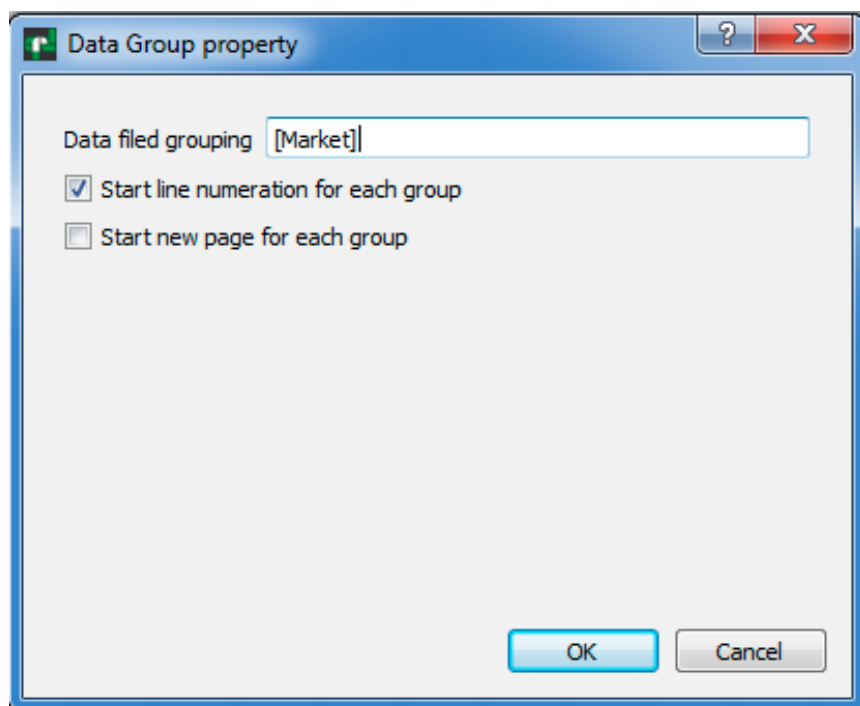 Data Group property
Data filed grouping [Market]
Start line numeration for each group
Start new page for each group
OK Cancel